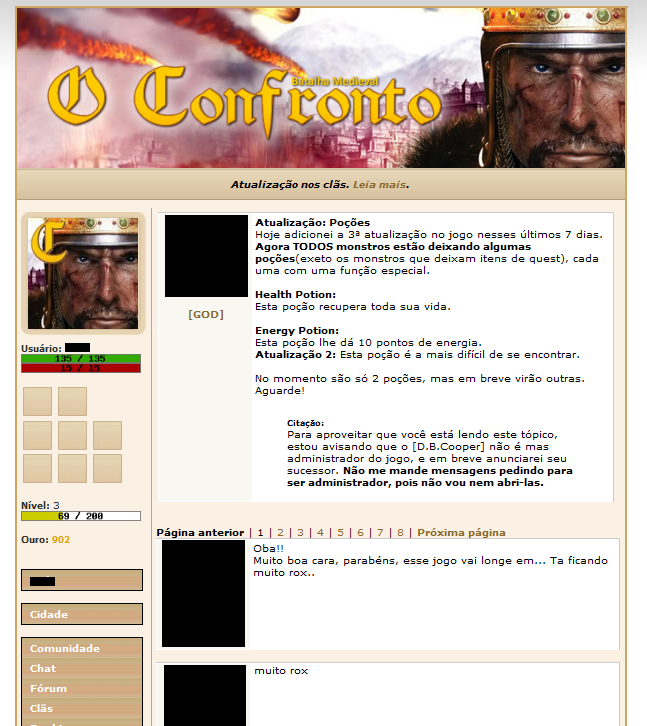 O Confronto
Batalha Medieval
Atualização nos clãs. Leia mais.
C
Usuário:
135 / 135
15 / 15
Nível: 3
69 / 200
Ouro: 902
Cidade
Comunidade
Chat
Fórum
Clãs
[GOD]
Atualização: Poções
Hoje adicionei a 3ª atualização no jogo nesses últimos 7 dias.
Agora TODOS monstros estão deixando algumas
poções(exeto os monstros que deixam itens de quest), cada
uma com uma função especial.
Health Potion:
Esta poção recupera toda sua vida.
Energy Potion:
Esta poção lhe dá 10 pontos de energia.
Atualização 2: Esta poção é a mais difícil de se encontrar.
No momento são só 2 poções, mas em breve virão outras.
Aguarde!
Citação:
Para aproveitar que você está lendo este tópico,
estou avisando que o [D.B.Cooper] não é mas
administrador do jogo, e em breve anunciarei seu
sucessor. Não me mande mensagens pedindo para
ser administrador, pois não vou nem abri-las.
Página anterior | 1 | 2 | 3 | 4 | 5 | 6 | 7 | 8 | Próxima página
Oba!!
Muito boa cara, parabéns, esse jogo vai longe em... Ta ficando
muito rox..
muito rox